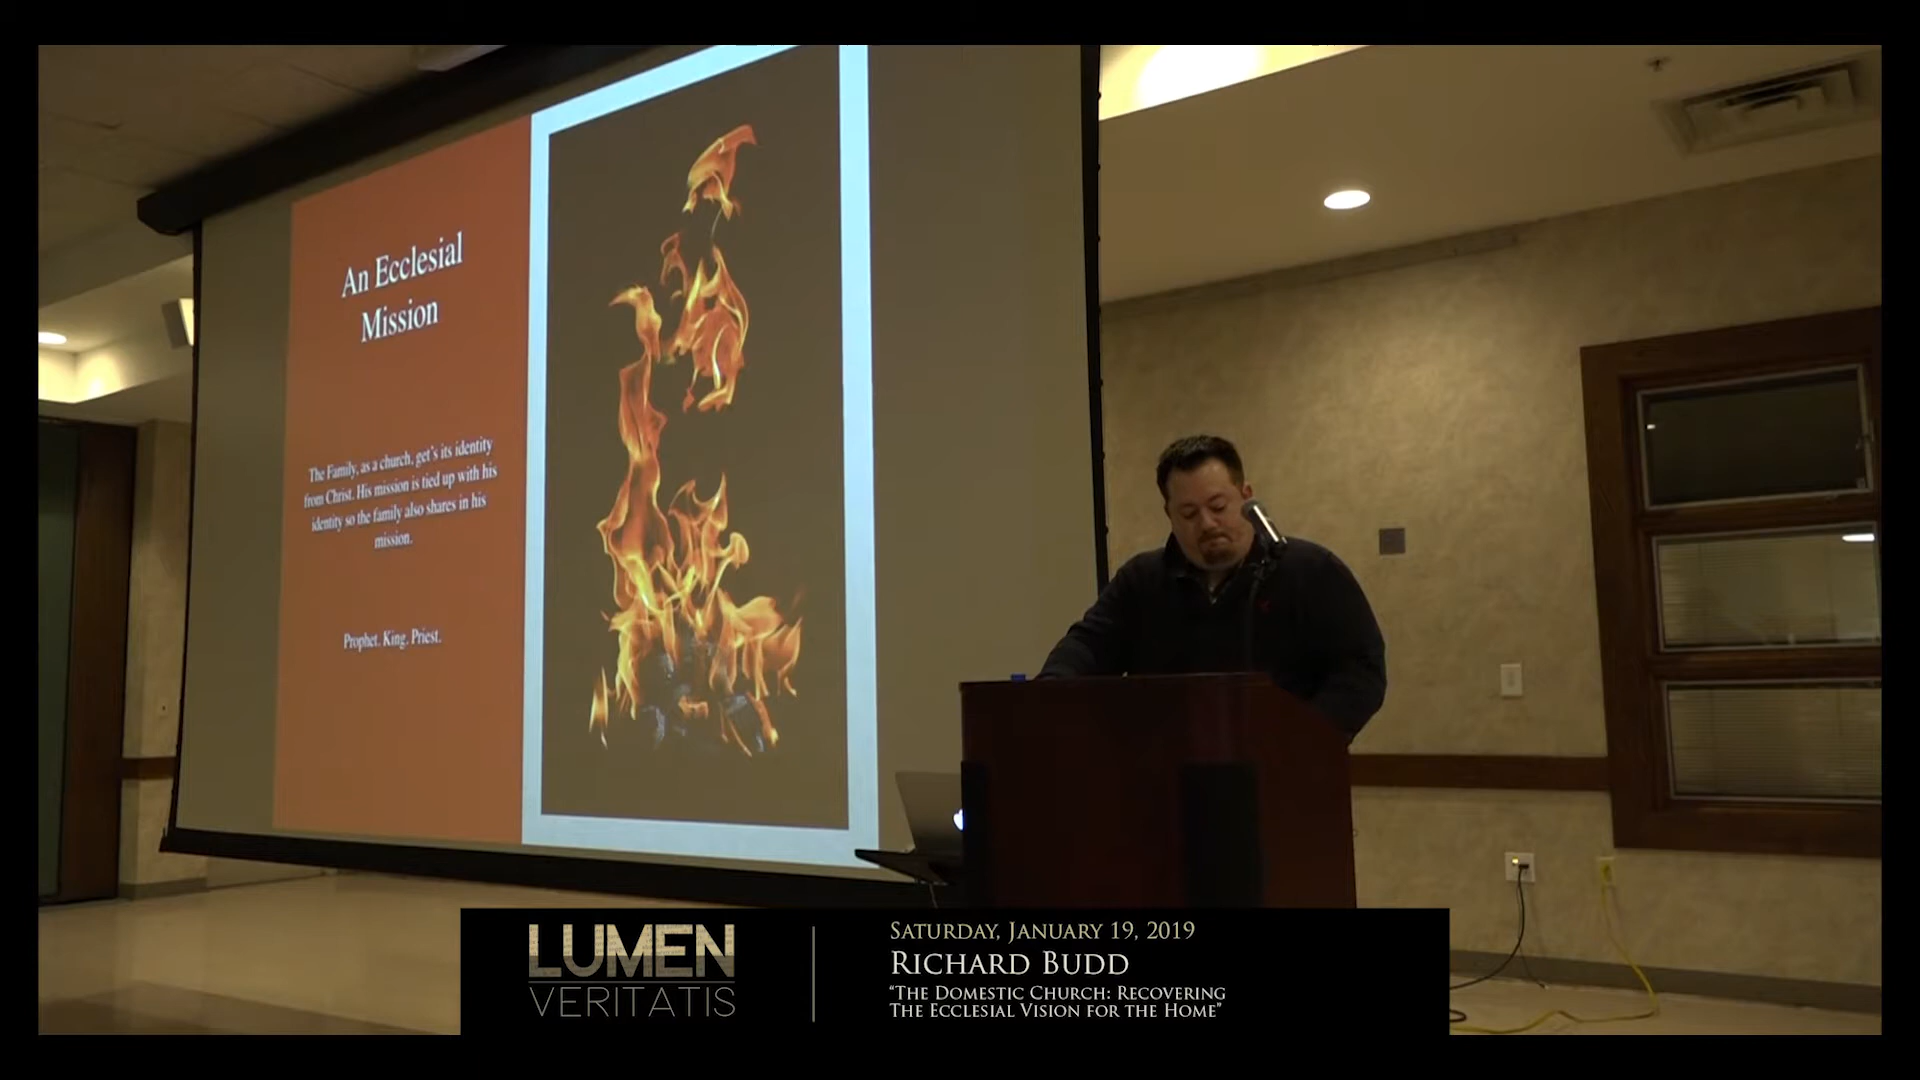 An Ecclesial
Mission
The Family, as a church, get's its identity
from Christ. His mission is tied up with his
identity so the family also shares in his
mission.
Prophet. King. Priest.
LUMEN
VERITATIS
Saturday, January 19, 2019
Richard Budd
“The Domestic Church: Recovering
The Ecclesial Vision for the Home”